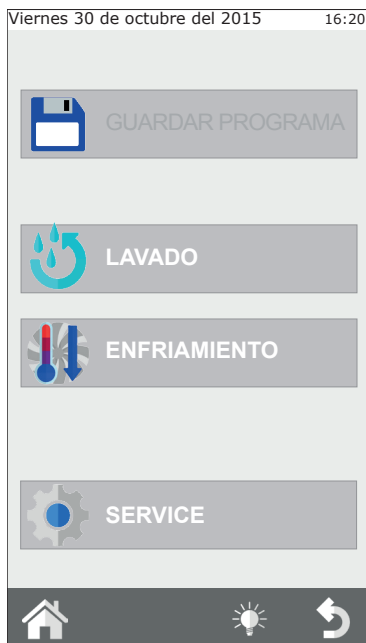 Viernes 30 de octubre del 2015 16:20
GUARDAR PROGRAMA
LAVADO
ENFRIAMIENTO
SERVICE